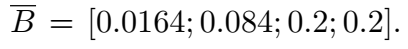 B̅ = [0.0164; 0.084; 0.2; 0.2].